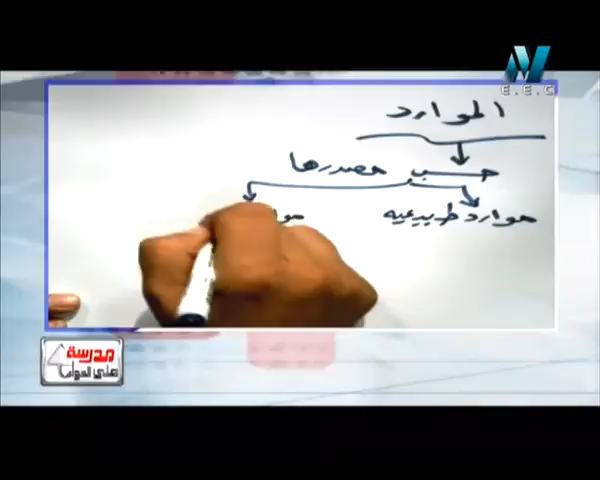 E.E.C
الموارد
حسب مصدرها
موارد طبيعيه
مدرسة
على الهواء